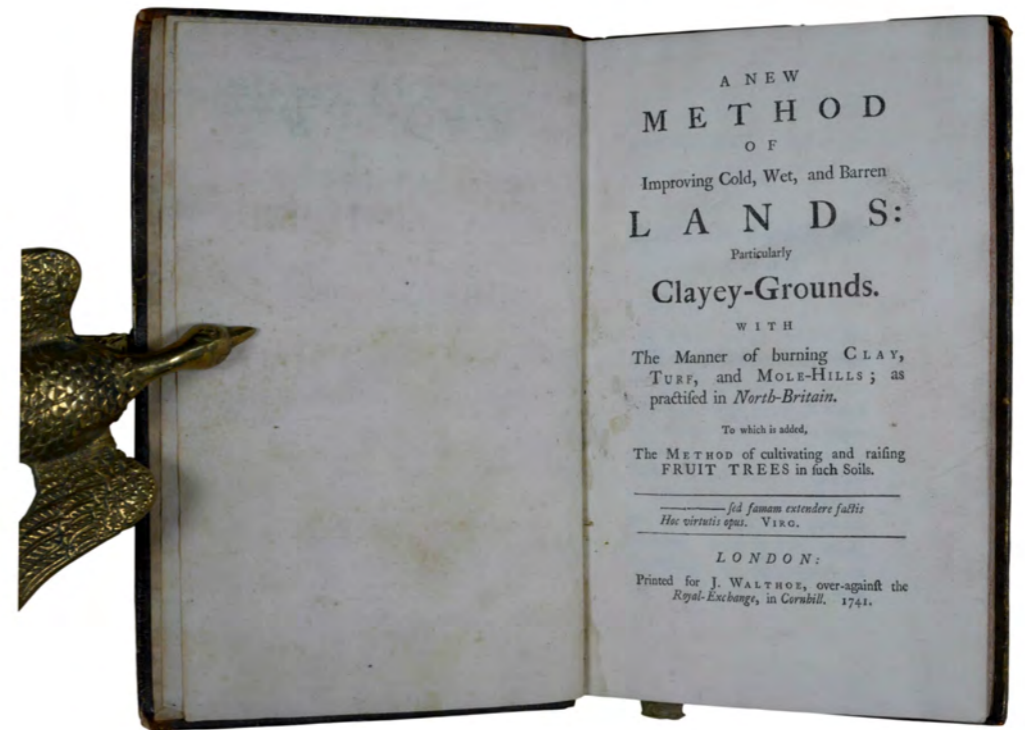 A NEW
METHOD
OF
Improving Cold, Wet, and Barren
LANDS:
Particularly
Clayey-Grounds.
WITH
The Manner of burning CLAY,
TURF, and MOLE-HILLS; as
practiſed in North-Britain.
To which is added,
The METHOD of cultivating and raiſing
FRUIT TREES in ſuch Soils.
——— ſed famam extendere factis
Hoc virtutis opus. VIRG.
LONDON:
Printed for J. WALTHOE, over-againſt the
Royal-Exchange, in Cornhill. 1741.